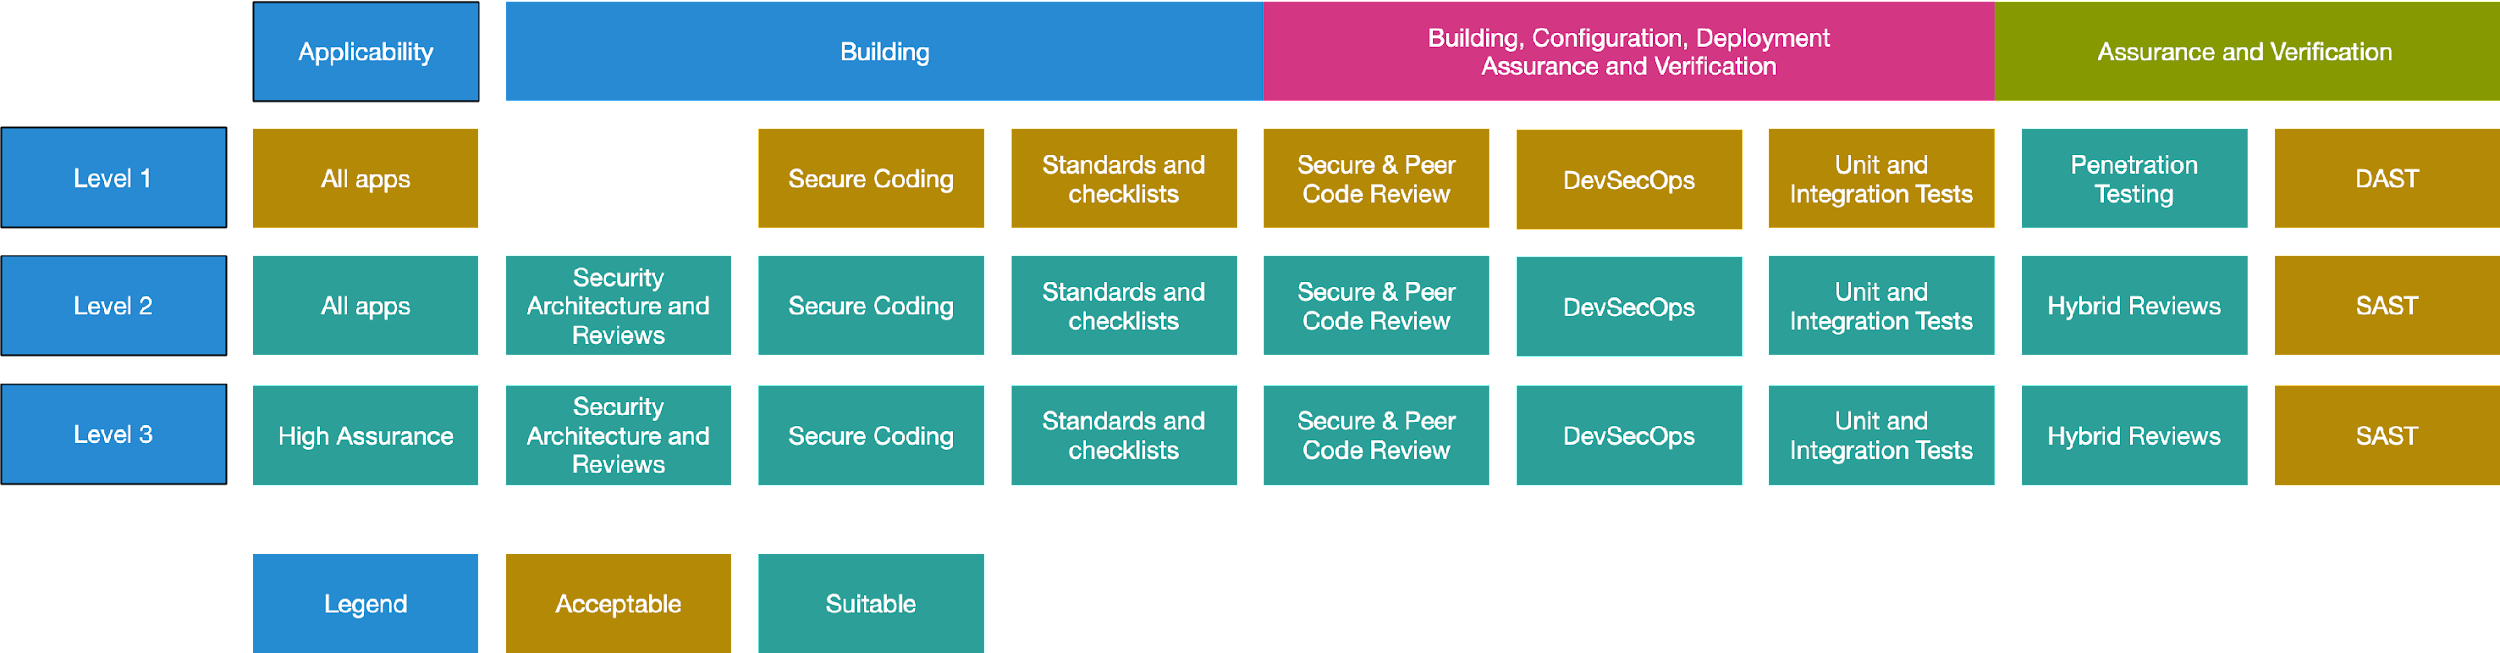 Applicability
Building
Building, Configuration, Deployment
Assurance and Verification
Assurance and Verification
Level 1
All apps
Secure Coding
Standards and
checklists
Secure & Peer
Code Review
DevSecOps
Unit and
Integration Tests
Penetration
Testing
DAST
Level 2
All apps
Security
Architecture and
Reviews
Secure Coding
Standards and
checklists
Secure & Peer
Code Review
DevSecOps
Unit and
Integration Tests
Hybrid Reviews
SAST
Level 3
High Assurance
Security
Architecture and
Reviews
Secure Coding
Standards and
checklists
Secure & Peer
Code Review
DevSecOps
Unit and
Integration Tests
Hybrid Reviews
SAST
Legend
Acceptable
Suitable